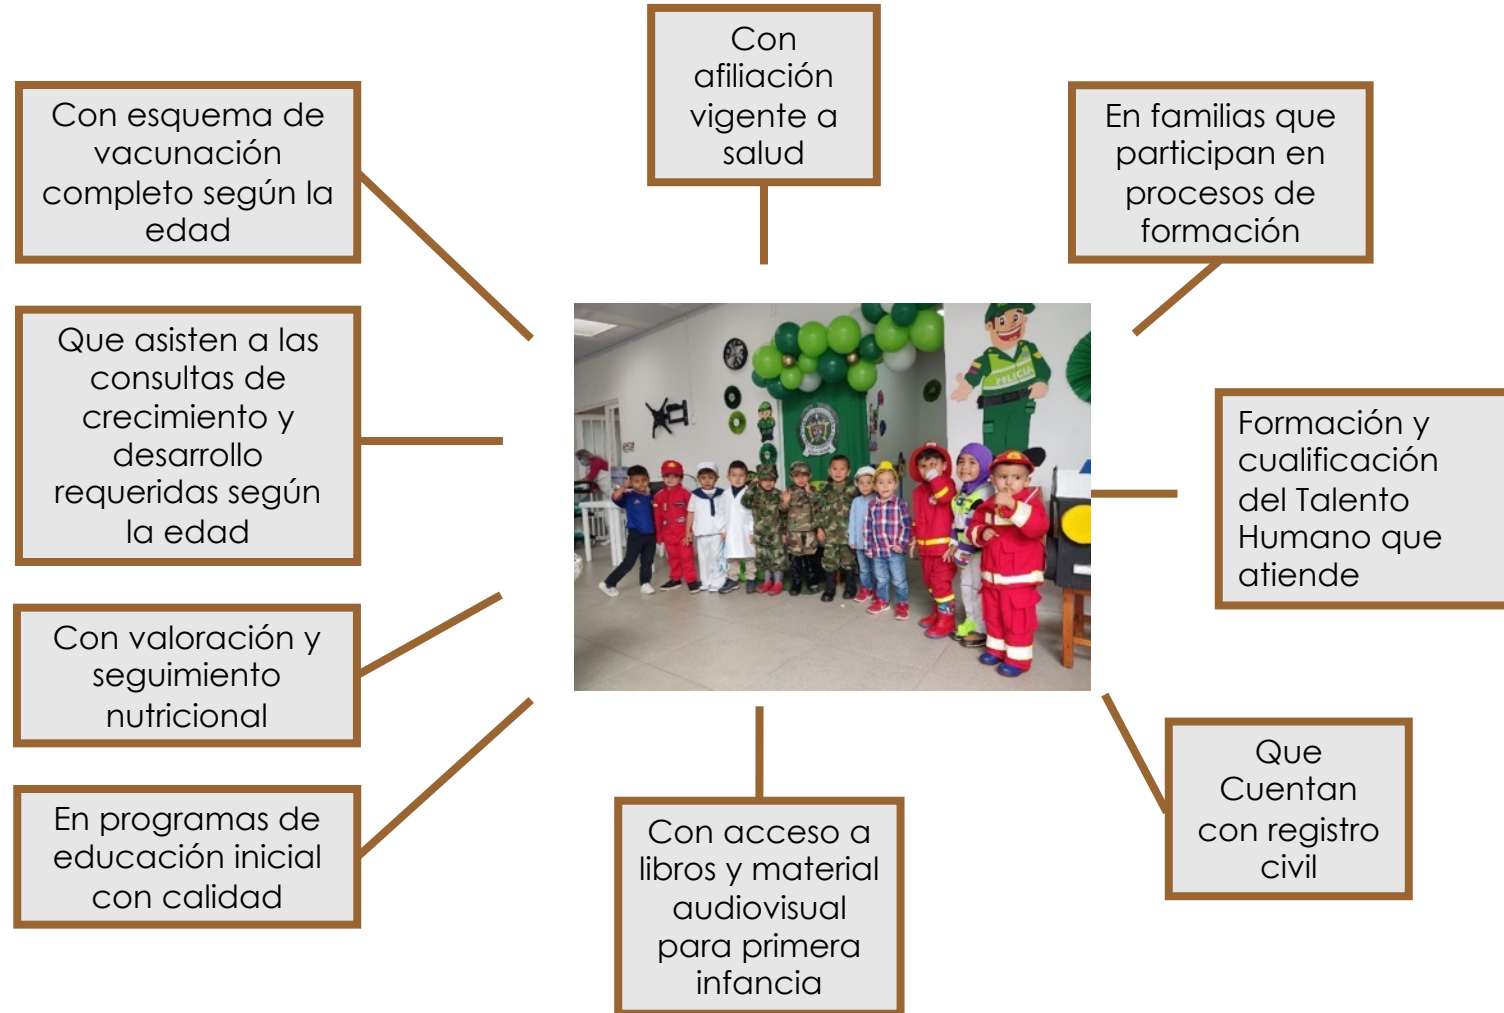 Con
afiliación
vigente a
salud
Con esquema de
vacunación
completo según la
edad
En familias que
participan en
procesos de
formación
Que asisten a las
consultas de
crecimiento y
desarrollo
requeridas según
la edad
POLICIA
Formación y
cualificación
del Talento
Humano que
atiende
Con valoración y
seguimiento
nutricional
Que
Cuentan
con registro
civil
En programas de
educación inicial
con calidad
Con acceso a
libros y material
audiovisual
para primera
infancia